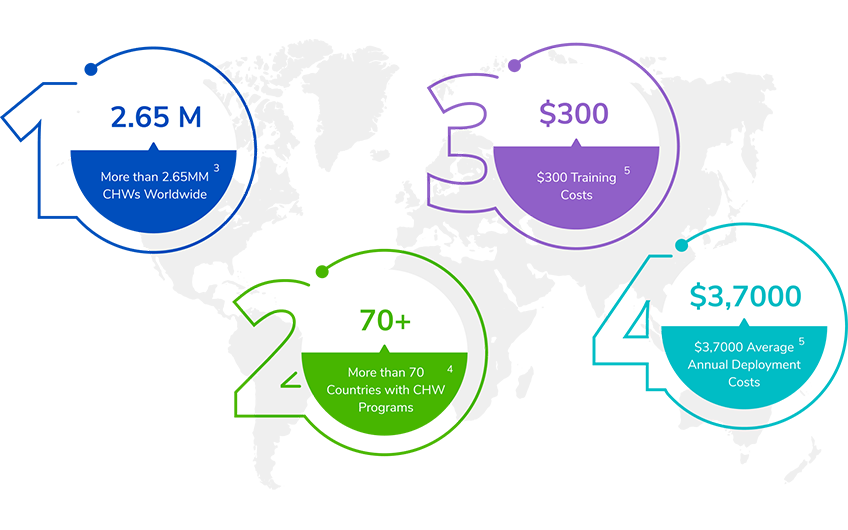 1
2.65 M
More than 2.65MM 3
CHWs Worldwide
2
70+
More than 70 4
Countries with CHW
Programs
3
$300
$300 Training 5
Costs
4
$3,7000
$3,7000 Average 5
Annual Deployment
Costs